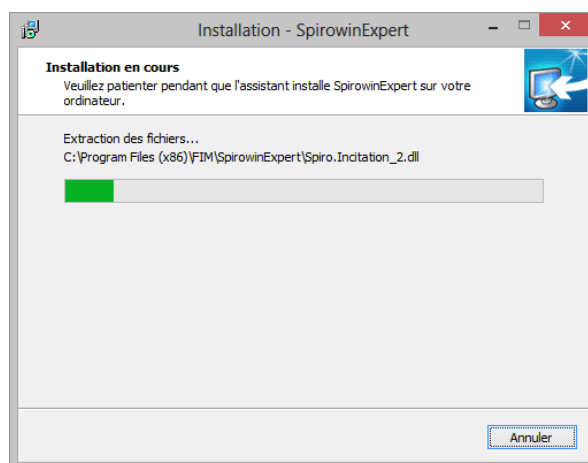 Installation - SpirowinExpert
Installation en cours
Veuillez patienter pendant que l'assistant installe SpirowinExpert sur votre
ordinateur.
Extraction des fichiers...
C:\Program Files (x86)\FIM\SpirowinExpert\Spiro.Incitation_2.dll
Annuler